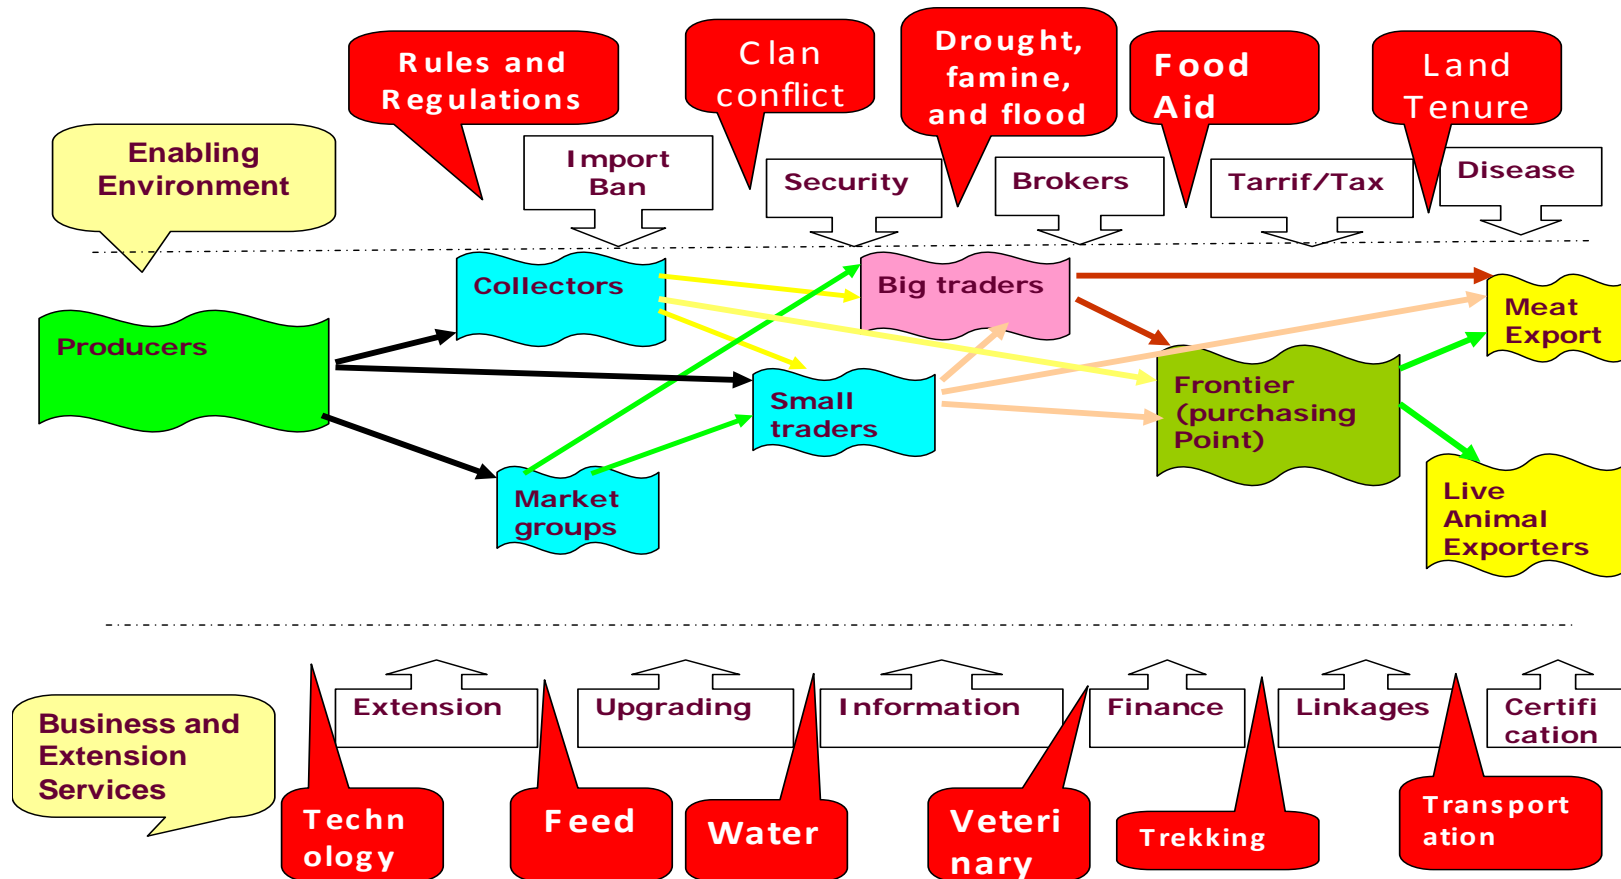 Rules and
Regulations
Clan
conflict
Drought,
famine,
and flood
Food
Aid
Land
Tenure
Enabling
Environment
Import
Ban
Security
Brokers
Tarrif/Tax
Disease
Collectors
Big traders
Meat
Export
Producers
Small
traders
Frontier
(purchasing
Point)
Market
groups
Live
Animal
Exporters
Business and
Extension
Services
Extension
Upgrading
Information
Finance
Linkages
Certifi
cation
Techn
ology
Feed
Water
Veteri
nary
Trekking
Transport
ation